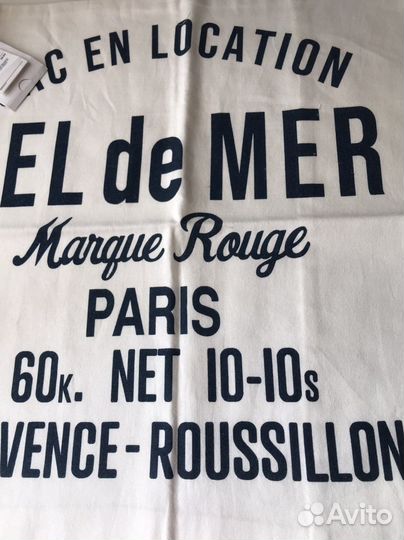 AC EN LOCATION
EL de MER
Marque Rouge
PARIS
60K. NET 10-10s
VENCE-ROUSSILLON
Avito